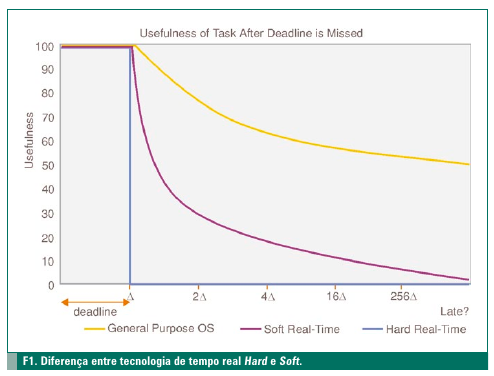 Usefulness of Task After Deadline is Missed
100
90
80
70
60
50
40
30
20
10
0
Usefulness
Δ
2Δ
4Δ
16Δ
256Δ
deadline
Late?
General Purpose OS
Soft Real-Time
Hard Real-Time
F1. Diferença entre tecnologia de tempo real Hard e Soft.